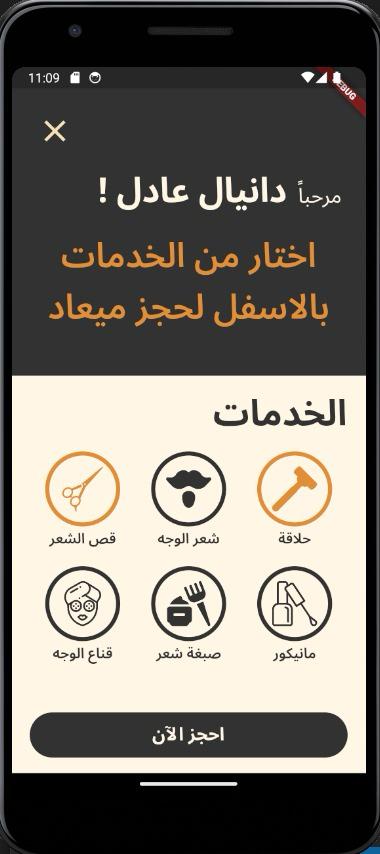 11:09
DEBUG
مرحباً دانيال عادل !
اختار من الخدمات
بالاسفل لحجز ميعاد
الخدمات
حلاقة
شعر الوجه
قص الشعر
مانيكور
صبغة شعر
قناع الوجه
احجز الآن